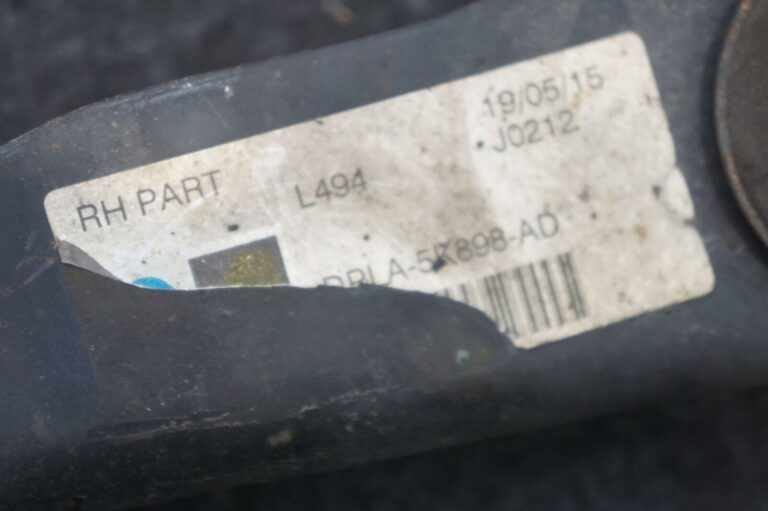 19/05/15
J0212
RH PART L494
DPLA-5K898-AD